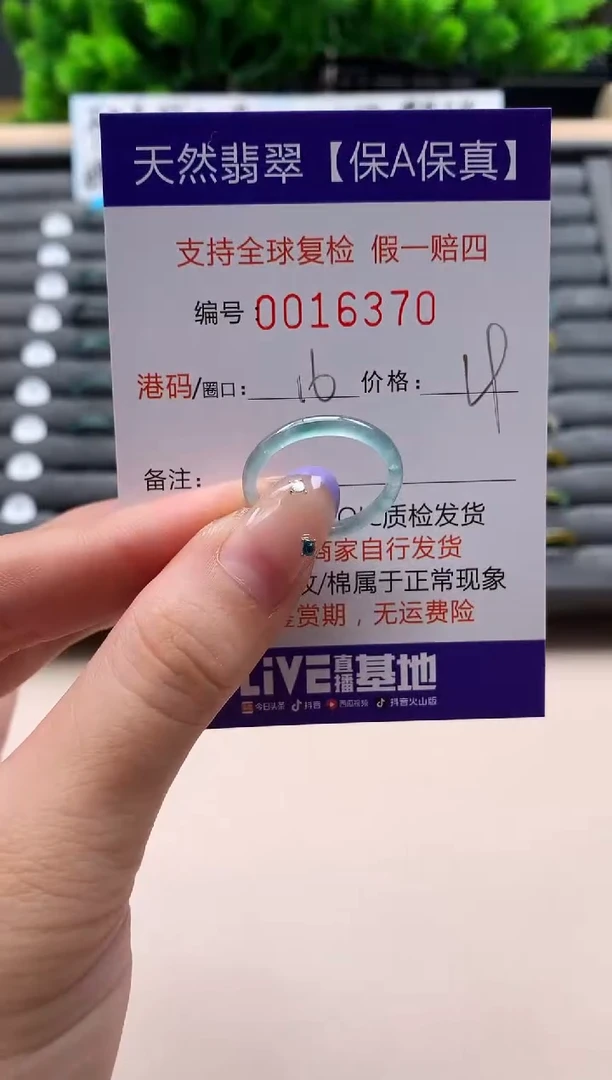 天然翡翠【保A保真】
支持全球复检 假一赔四
编号 0016370
港码/圈口: 16 价格:
备注:
质检发货
商家自行发货
/棉属于正常现象
赏期，无运费险
LiVE直播基地
今日头条 抖音 西瓜视频 抖音火山版